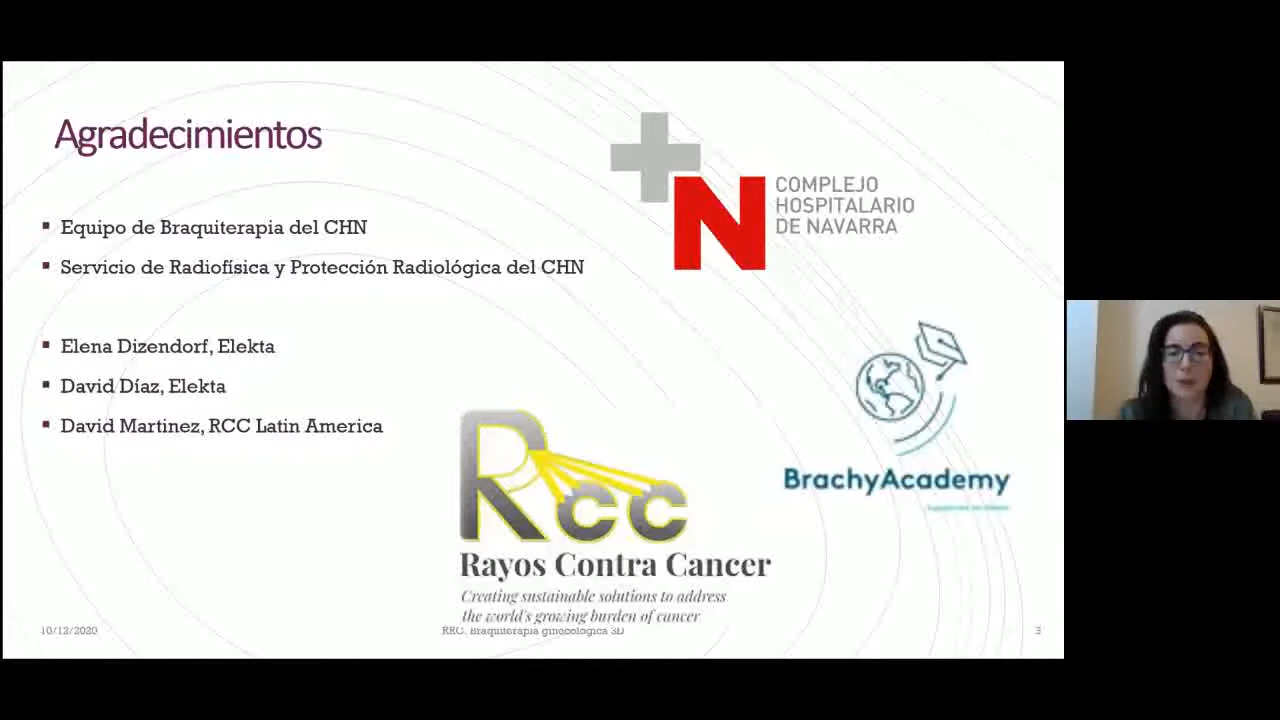 Agradecimientos
Equipo de Braquiterapia del CHN
Servicio de Radiofísica y Protección Radiológica del CHN
Elena Dizendorf, Elekta
David Díaz, Elekta
David Martinez, RCC Latin America
N
COMPLEJO
HOSPITALARIO
DE NAVARRA
BrachyAcademy
Rcc
Rayos Contra Cancer
Creating sustainable solutions to address
the world's growing burden of cancer
10/12/2020
RRC. Braquiterapia ginecológica 3D
3